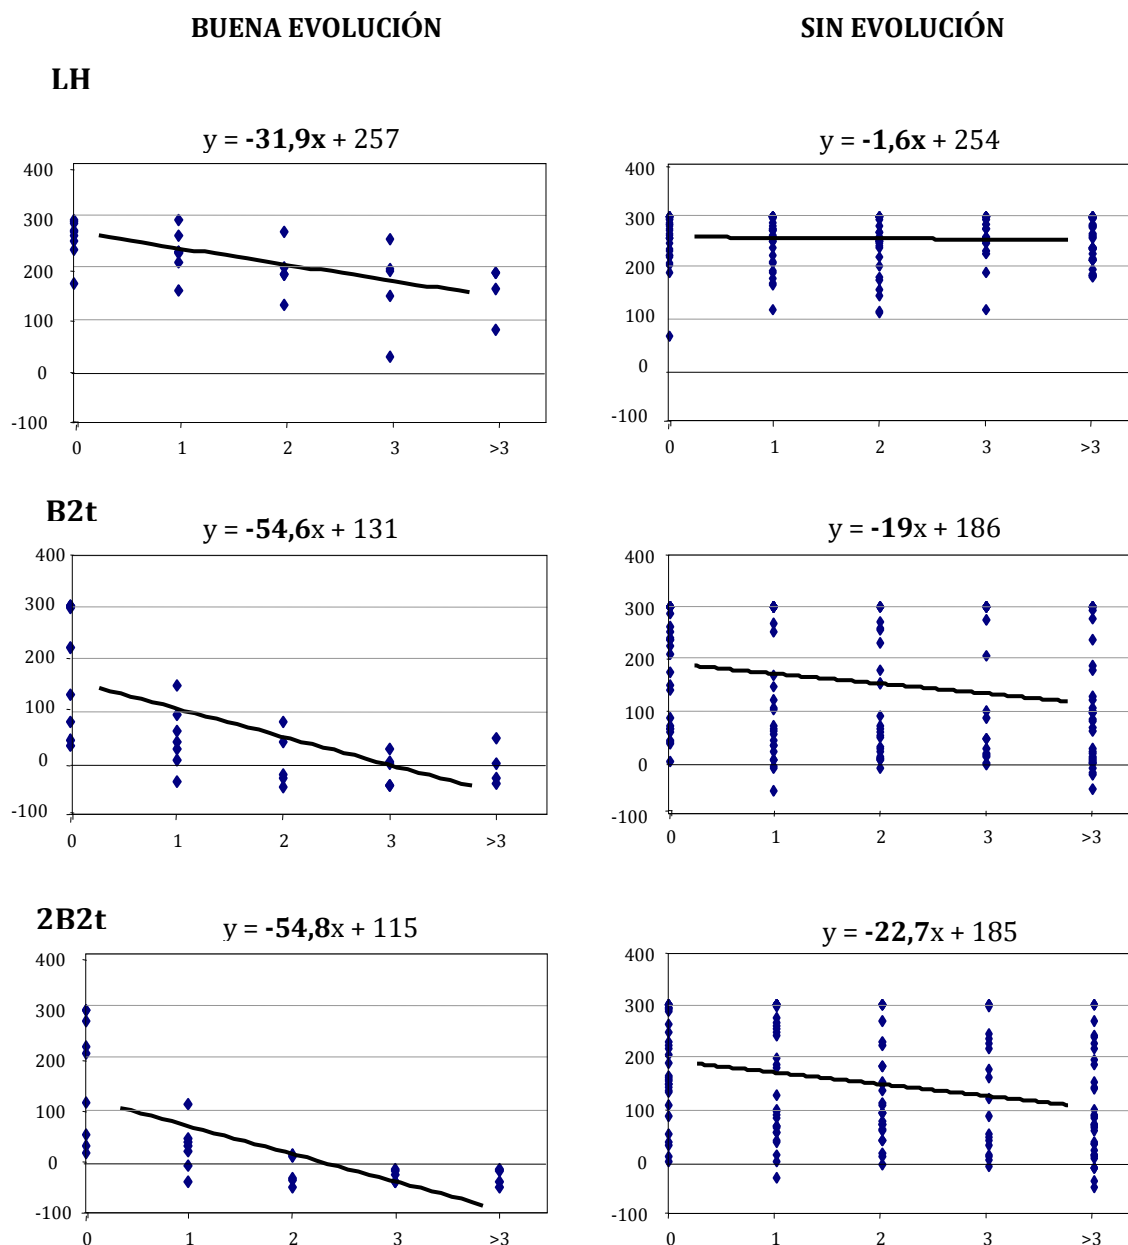 BUENA EVOLUCIÓN
SIN EVOLUCIÓN
LH
y = -31,9x + 257
400
300
200
100
0
-100
0 1 2 3 >3
y = -1,6x + 254
400
300
200
100
0
-100
0 1 2 3 >3
B2t
y = -54,6x + 131
400
300
200
100
0
-100
0 1 2 3 >3
y = -19x + 186
400
300
200
100
0
-100
0 1 2 3 >3
2B2t
y = -54,8x + 115
400
300
200
100
0
-100
0 1 2 3 >3
y = -22,7x + 185
400
300
200
100
0
-100
0 1 2 3 >3